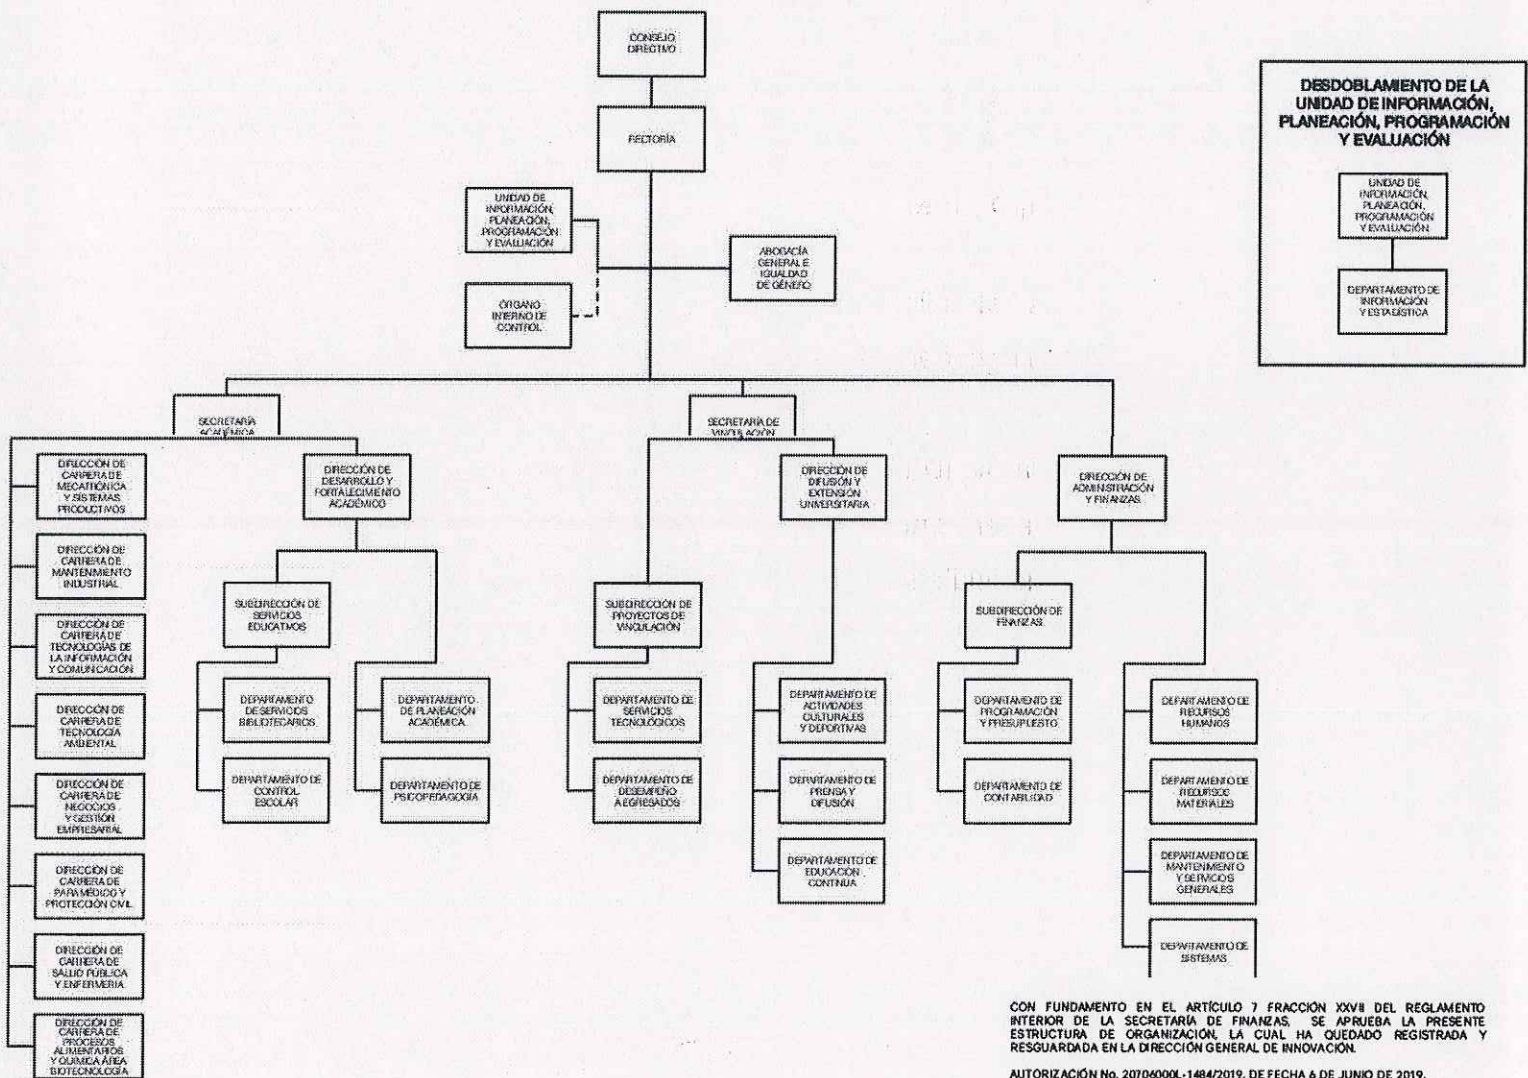 CONSEJO
DIRECTIVO
RECTORÍA
UNIDAD DE
INFORMACIÓN,
PLANEACIÓN,
PROGRAMACIÓN
Y EVALUACIÓN
ABOGACÍA
GENERAL E
IGUALDAD
DE GÉNERO
ÓRGANO
INTERNO DE
CONTROL
DESDOBLAMIENTO DE LA
UNIDAD DE INFORMACIÓN,
PLANEACIÓN, PROGRAMACIÓN
Y EVALUACIÓN
UNIDAD DE
INFORMACIÓN,
PLANEACIÓN,
PROGRAMACIÓN
Y EVALUACIÓN
DEPARTAMENTO DE
INFORMACIÓN
Y ESTADÍSTICA
SECRETARÍA
ACADÉMICA
DIRECCIÓN DE
CARRERA DE
MECATRÓNICA
Y SISTEMAS
PRODUCTIVOS
DIRECCIÓN DE
CARRERA DE
MANTENIMIENTO
INDUSTRIAL
DIRECCIÓN DE
CARRERA DE
TECNOLOGÍAS DE
LA INFORMACIÓN
Y COMUNICACIÓN
DIRECCIÓN DE
CARRERA DE
TECNOLOGÍA
AMBIENTAL
DIRECCIÓN DE
CARRERA DE
NEGOCIOS
Y GESTIÓN
EMPRESARIAL
DIRECCIÓN DE
CARRERA DE
PARAMÉDICO Y
PROTECCIÓN CIVIL
DIRECCIÓN DE
CARRERA DE
SALUD PÚBLICA
Y ENFERMERIA
DIRECCIÓN DE
CARRERA DE
PROCESOS
ALIMENTARIOS
Y QUÍMICA ÁREA
BIOTECNOLOGÍA
DIRECCIÓN DE
DESARROLLO Y
FORTALECIMIENTO
ACADÉMICO
SUBDIRECCIÓN DE
SERVICIOS
EDUCATIVOS
DEPARTAMENTO
DE SERVICIOS
BIBLIOTECARIOS
DEPARTAMENTO DE
CONTROL
ESCOLAR
DEPARTAMENTO
DE PLANEACIÓN
ACADÉMICA
DEPARTAMENTO DE
PSICOPEDAGOGÍA
SECRETARÍA DE
VINCULACIÓN
SUBDIRECCIÓN DE
PROYECTOS DE
VINCULACIÓN
DEPARTAMENTO DE
SERVICIOS
TECNOLÓGICOS
DEPARTAMENTO DE
DESEMPEÑO
A EGRESADOS
DIRECCIÓN DE
DIFUSIÓN Y
EXTENSIÓN
UNIVERSITARIA
DEPARTAMENTO DE
ACTIVIDADES
CULTURALES
Y DEPORTIVAS
DEPARTAMENTO DE
PRENSA Y
DIFUSIÓN
DEPARTAMENTO DE
EDUCACIÓN
CONTINUA
DIRECCIÓN DE
ADMINISTRACIÓN
Y FINANZAS
SUBDIRECCIÓN DE
FINANZAS
DEPARTAMENTO DE
PROGRAMACIÓN
Y PRESUPUESTO
DEPARTAMENTO DE
CONTABILIDAD
DEPARTAMENTO DE
RECURSOS
HUMANOS
DEPARTAMENTO DE
RECURSOS
MATERIALES
DEPARTAMENTO DE
MANTENIMIENTO
Y SERVICIOS
GENERALES
DEPARTAMENTO DE
SISTEMAS
CON FUNDAMENTO EN EL ARTÍCULO 7 FRACCIÓN XXVII DEL REGLAMENTO
INTERIOR DE LA SECRETARÍA DE FINANZAS, SE APRUEBA LA PRESENTE
ESTRUCTURA DE ORGANIZACIÓN, LA CUAL HA QUEDADO REGISTRADA Y
RESGUARDADA EN LA DIRECCIÓN GENERAL DE INNOVACIÓN.
AUTORIZACIÓN No. 20706000L-1484/2019, DE FECHA 6 DE JUNIO DE 2019.